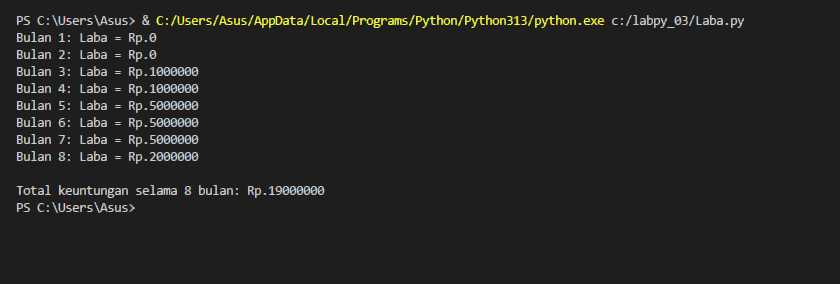 PS C:\Users\Asus> & C:/Users/Asus/AppData/Local/Programs/Python/Python313/python.exe c:/labpy_03/Laba.py
Bulan 1: Laba = Rp.0
Bulan 2: Laba = Rp.0
Bulan 3: Laba = Rp.1000000
Bulan 4: Laba = Rp.1000000
Bulan 5: Laba = Rp.5000000
Bulan 6: Laba = Rp.5000000
Bulan 7: Laba = Rp.5000000
Bulan 8: Laba = Rp.2000000
Total keuntungan selama 8 bulan: Rp.19000000
PS C:\Users\Asus>